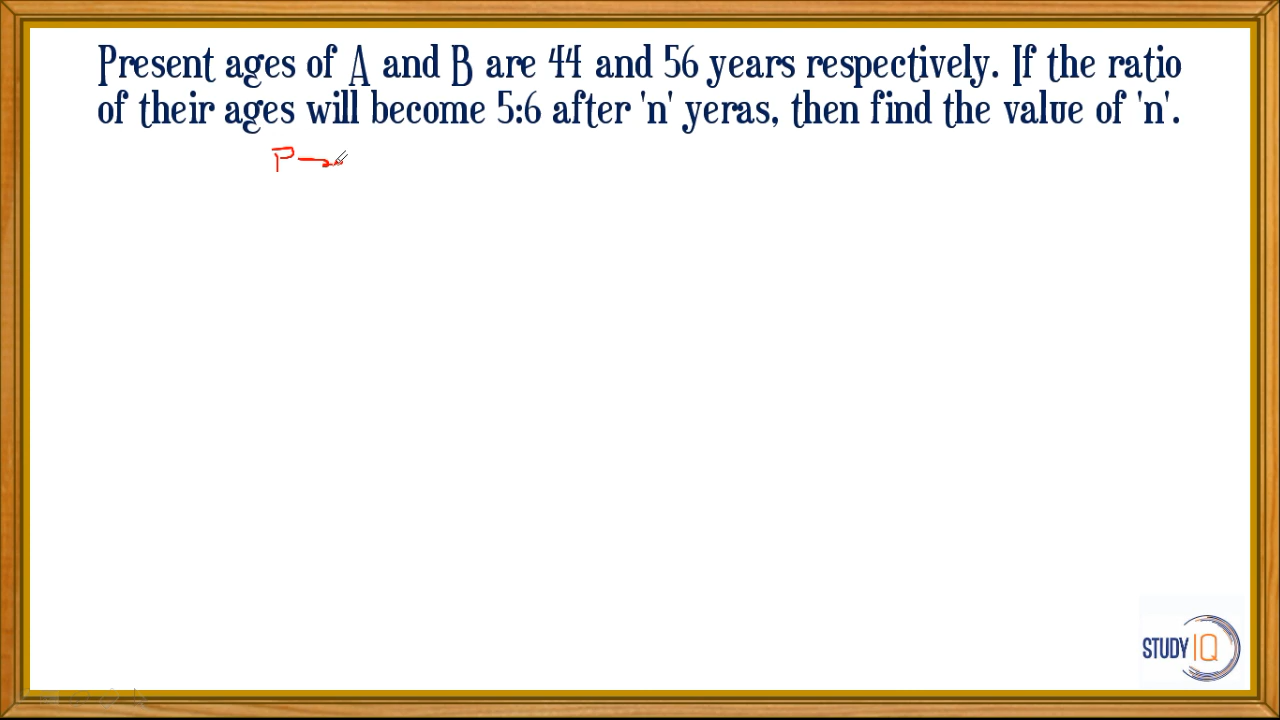 Present ages of A and B are 44 and 56 years respectively. If the ratio
of their ages will become 5:6 after 'n' yeras, then find the value of 'n'.
P→
STUDY IQ